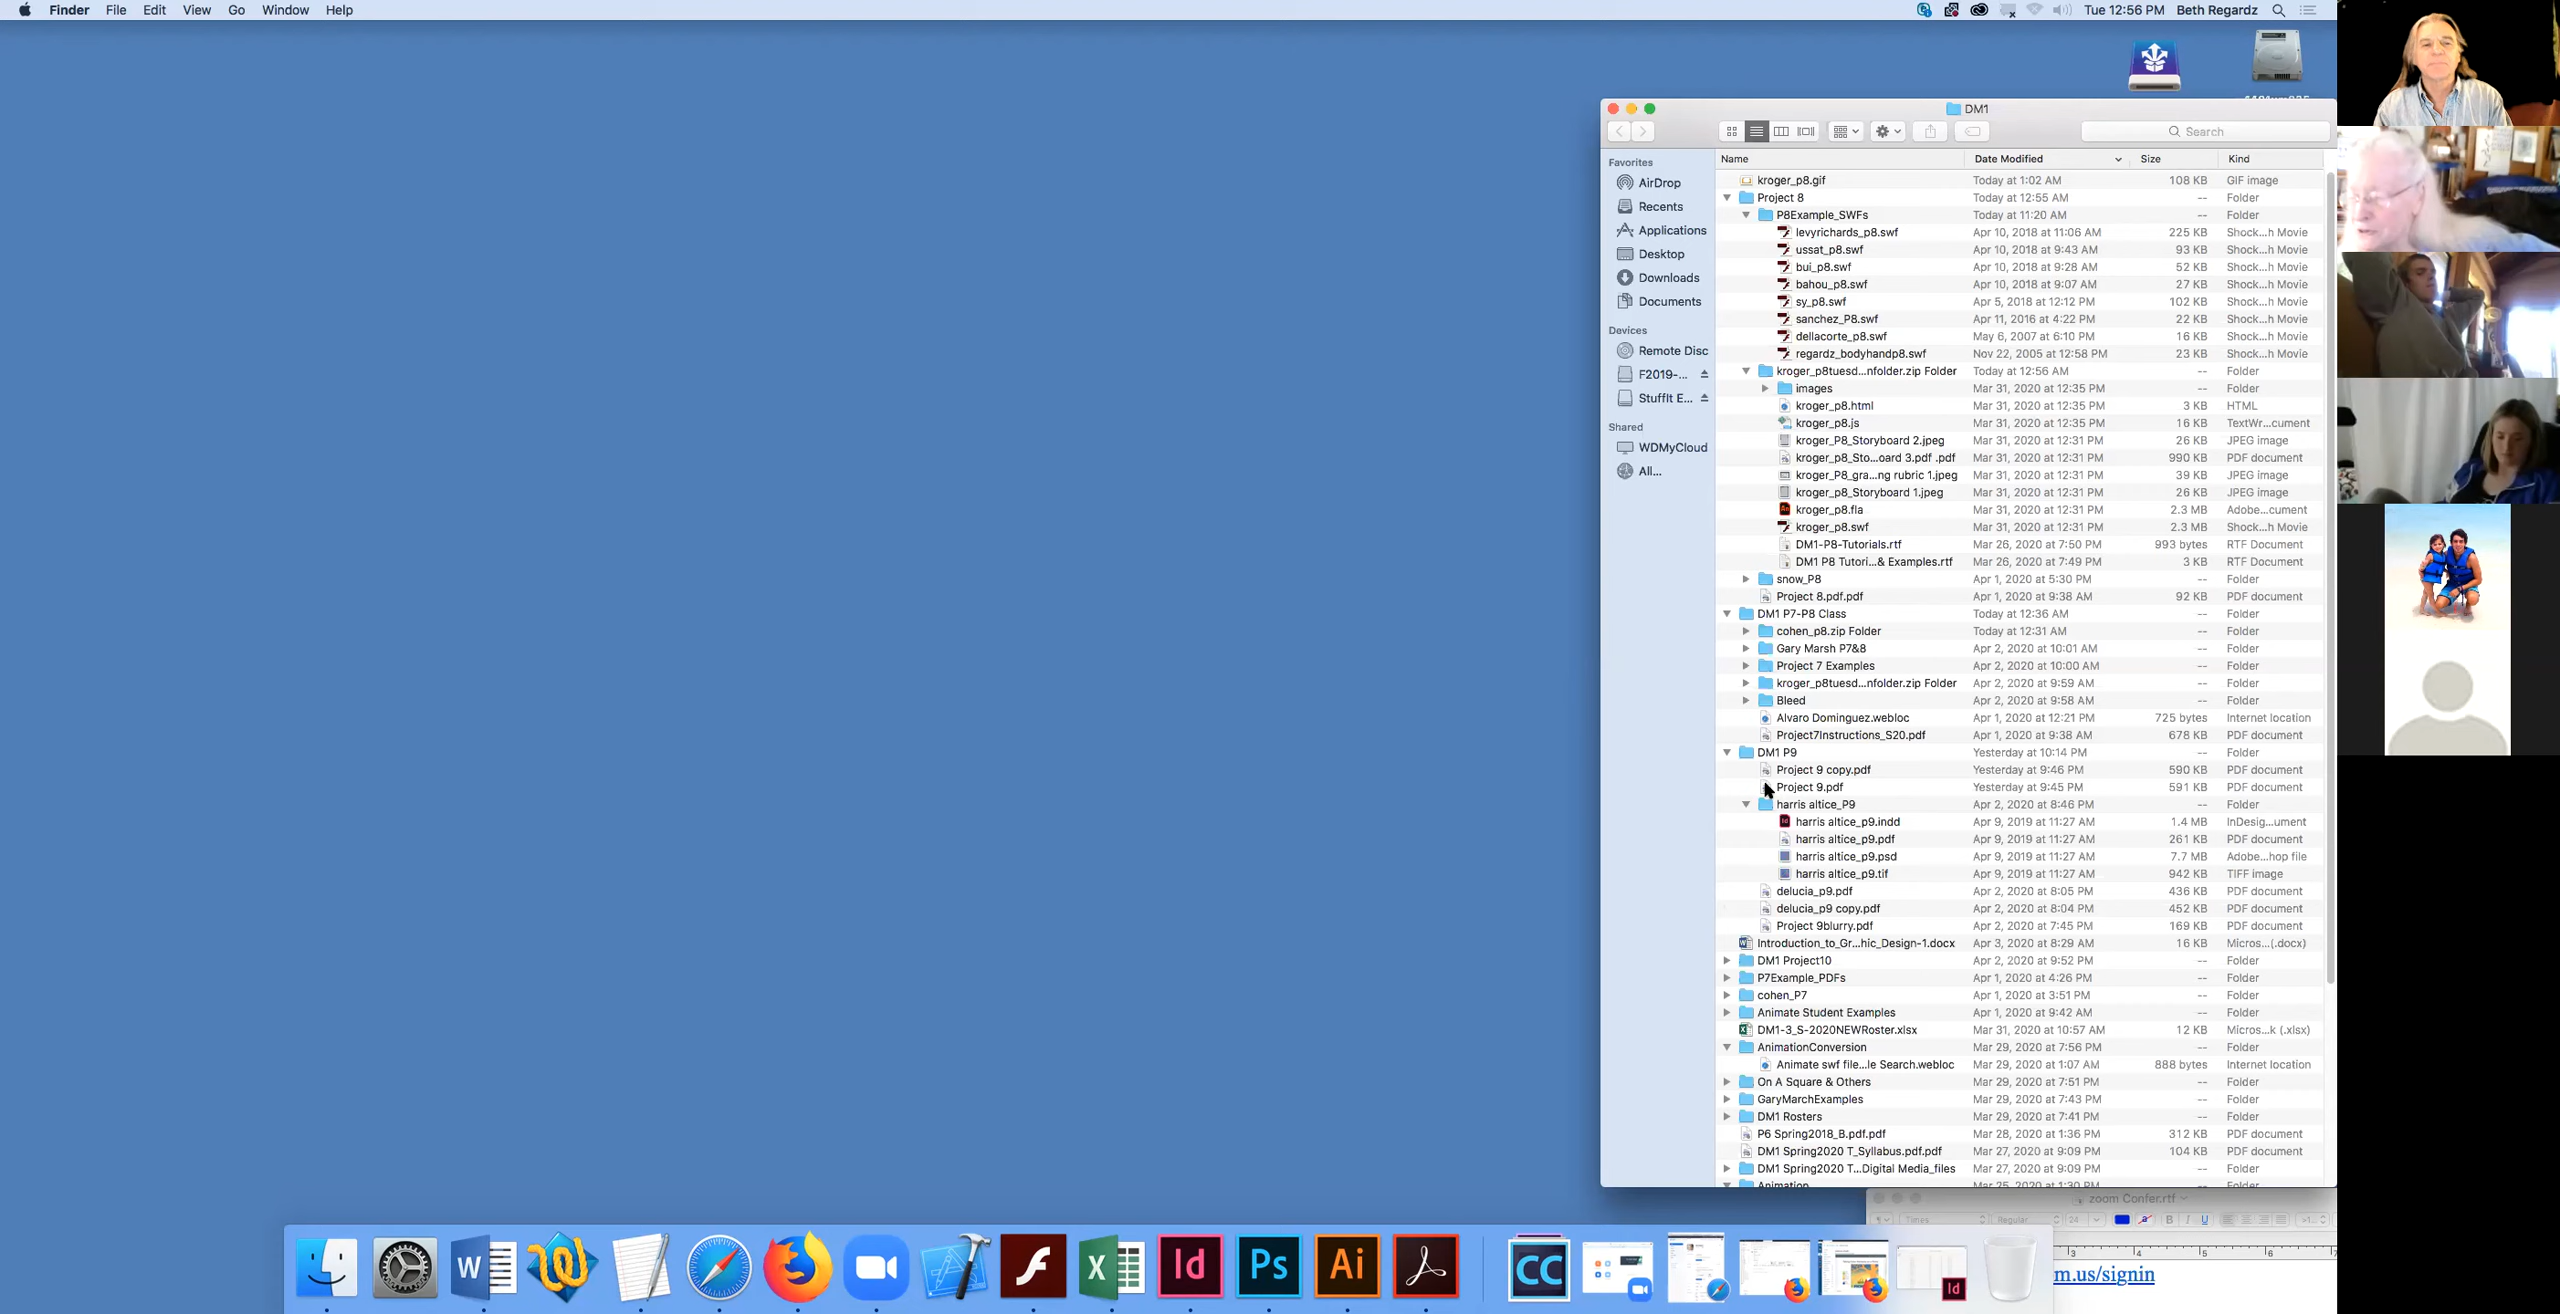 Finder File Edit View Go Window Help
Tue 12:56 PM Beth Regardz
DM1
Search
Favorites
AirDrop
Recents
Applications
Desktop
Downloads
Documents
Devices
Remote Disc
F2019-...
StuffIt E...
Shared
WDMyCloud
All...
Name Date Modified Size Kind
kroger_p8.gif Today at 1:02 AM 108 KB GIF image
Project 8 Today at 12:55 AM -- Folder
P8Example_SWFs Today at 11:20 AM -- Folder
levyrichards_p8.swf Apr 10, 2018 at 11:06 AM 225 KB Shock...h Movie
ussat_p8.swf Apr 10, 2018 at 9:43 AM 93 KB Shock...h Movie
bui_p8.swf Apr 10, 2018 at 9:28 AM 52 KB Shock...h Movie
bahou_p8.swf Apr 10, 2018 at 9:07 AM 27 KB Shock...h Movie
sy_p8.swf Apr 5, 2018 at 12:12 PM 102 KB Shock...h Movie
sanchez_P8.swf Apr 11, 2016 at 4:22 PM 22 KB Shock...h Movie
dellacorte_p8.swf May 6, 2007 at 6:10 PM 16 KB Shock...h Movie
regardz_bodyhandp8.swf Nov 22, 2005 at 12:58 PM 23 KB Shock...h Movie
kroger_p8tuesd...nfolder.zip Folder Today at 12:56 AM -- Folder
images Mar 31, 2020 at 12:35 PM -- Folder
kroger_p8.html Mar 31, 2020 at 12:35 PM 3 KB HTML
kroger_p8.js Mar 31, 2020 at 12:35 PM 16 KB TextWr...cument
kroger_P8_Storyboard 2.jpeg Mar 31, 2020 at 12:31 PM 26 KB JPEG image
kroger_p8_Sto...oard 3.pdf .pdf Mar 31, 2020 at 12:31 PM 990 KB PDF document
kroger_P8_gra...ng rubric 1.jpeg Mar 31, 2020 at 12:31 PM 39 KB JPEG image
kroger_p8_Storyboard 1.jpeg Mar 31, 2020 at 12:31 PM 26 KB JPEG image
kroger_p8.fla Mar 31, 2020 at 12:31 PM 2.3 MB Adobe...cument
kroger_p8.swf Mar 31, 2020 at 12:31 PM 2.3 MB Shock...h Movie
DM1-P8-Tutorials.rtf Mar 26, 2020 at 7:50 PM 993 bytes RTF Document
DM1 P8 Tutori...& Examples.rtf Mar 26, 2020 at 7:49 PM 3 KB RTF Document
snow_P8 Apr 1, 2020 at 5:30 PM -- Folder
Project 8.pdf.pdf Apr 1, 2020 at 9:38 AM 92 KB PDF document
DM1 P7-P8 Class Today at 12:36 AM -- Folder
cohen_p8.zip Folder Today at 12:31 AM -- Folder
Gary Marsh P7&8 Apr 2, 2020 at 10:01 AM -- Folder
Project 7 Examples Apr 2, 2020 at 10:00 AM -- Folder
kroger_p8tuesd...nfolder.zip Folder Apr 2, 2020 at 9:59 AM -- Folder
Bleed Apr 2, 2020 at 9:58 AM -- Folder
Alvaro Dominguez.webloc Apr 1, 2020 at 12:21 PM 725 bytes Internet location
Project7Instructions_S20.pdf Apr 1, 2020 at 9:38 AM 678 KB PDF document
DM1 P9 Yesterday at 10:14 PM -- Folder
Project 9 copy.pdf Yesterday at 9:46 PM 590 KB PDF document
Project 9.pdf Yesterday at 9:45 PM 591 KB PDF document
harris altice_P9 Apr 2, 2020 at 8:46 PM -- Folder
harris altice_p9.indd Apr 9, 2019 at 11:27 AM 1.4 MB InDesig...ument
harris altice_p9.pdf Apr 9, 2019 at 11:27 AM 261 KB PDF document
harris altice_p9.psd Apr 9, 2019 at 11:27 AM 7.7 MB Adobe...hop file
harris altice_p9.tif Apr 9, 2019 at 11:27 AM 942 KB TIFF image
delucia_p9.pdf Apr 2, 2020 at 8:05 PM 436 KB PDF document
delucia_p9 copy.pdf Apr 2, 2020 at 8:04 PM 452 KB PDF document
Project 9blurry.pdf Apr 2, 2020 at 7:45 PM 169 KB PDF document
Introduction_to_Gr...hic_Design-1.docx Apr 3, 2020 at 8:29 AM 16 KB Micros...(.docx)
DM1 Project10 Apr 2, 2020 at 9:52 PM -- Folder
P7Example_PDFs Apr 1, 2020 at 4:26 PM -- Folder
cohen_P7 Apr 1, 2020 at 3:51 PM -- Folder
Animate Student Examples Apr 1, 2020 at 9:42 AM -- Folder
DM1-3_S-2020NEWRoster.xlsx Mar 31, 2020 at 10:57 AM 12 KB Micros...k (.xlsx)
AnimationConversion Mar 29, 2020 at 7:56 PM -- Folder
Animate swf file...le Search.webloc Mar 29, 2020 at 1:07 AM 888 bytes Internet location
On A Square & Others Mar 29, 2020 at 7:51 PM -- Folder
GaryMarchExamples Mar 29, 2020 at 7:43 PM -- Folder
DM1 Rosters Mar 29, 2020 at 7:41 PM -- Folder
P6 Spring2018_B.pdf.pdf Mar 28, 2020 at 1:36 PM 312 KB PDF document
DM1 Spring2020 T_Syllabus.pdf.pdf Mar 27, 2020 at 9:09 PM 104 KB PDF document
DM1 Spring2020 T...Digital Media_files Mar 27, 2020 at 9:09 PM -- Folder
Animation Mar 25, 2020 at 1:30 PM -- Folder
zoom Confer.rtf
Times Regular 24 B I U
3 4 5 6 7
m.us/signin
W X Id Ps Ai CC Id